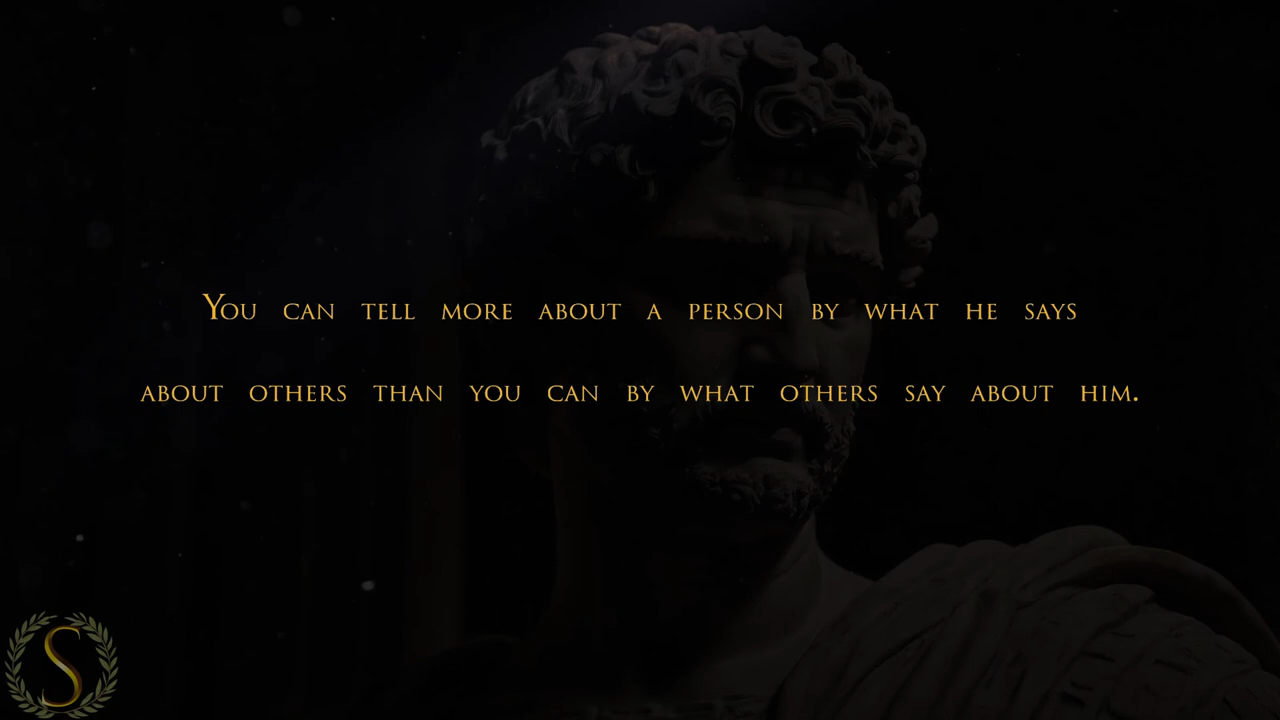 You can tell more about a person by what he says
about others than you can by what others say about him.
S